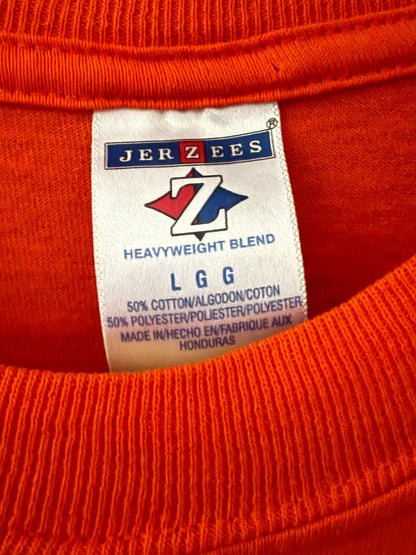 JERZEES®
Z
HEAVYWEIGHT BLEND
L G G
50% COTTON/ALGODON/COTON
50% POLYESTER/POLIESTER/POLYESTER
MADE IN/HECHO EN/FABRIQUE AUX
HONDURAS